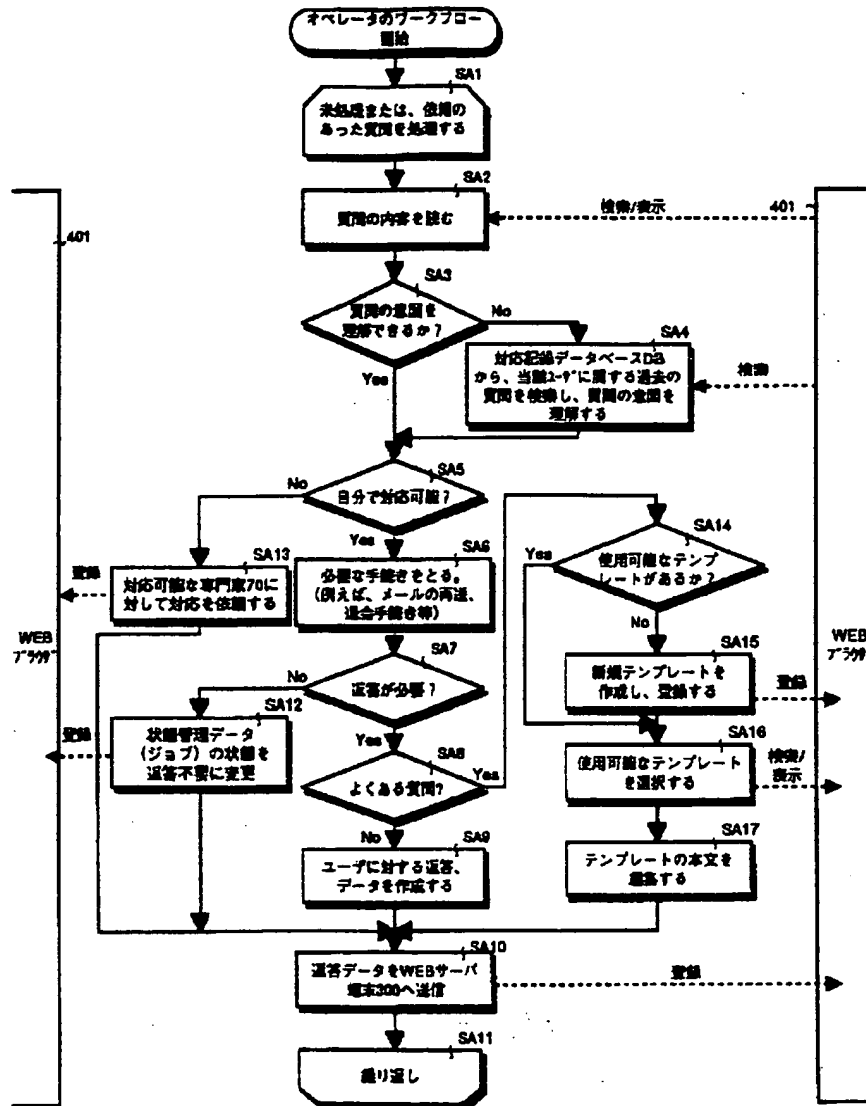 オペレータのワークフロー
開始
SA1
未処理または、依頼の
あった質問を処理する
SA2
質問の内容を読む
検索/表示
401
401
SA3
質問の意図を
理解できるか?
No
Yes
SA4
対応記録データベースDB
から、当該ﾕｰｻﾞに関する過去の
質問を検索し、質問の意図を
理解する
検索
SA5
自分で対応可能?
No
Yes
SA13
対応可能な専門家70に
対して対応を依頼する
登録
SA6
必要な手続きをとる。
(例えば、メールの再送、
退会手続き等)
SA14
使用可能なテンプ
レートがあるか?
Yes
No
WEB
ﾌﾞﾗｳｻﾞ
WEB
ﾌﾞﾗｳｻﾞ
SA7
返答が必要?
No
Yes
SA15
新規テンプレートを
作成し、登録する
登録
SA12
状態管理データ
(ジョブ)の状態を
返答不要に変更
登録
SA8
よくある質問?
Yes
No
SA16
使用可能なテンプレート
を選択する
検索/
表示
SA9
ユーザに対する返答、
データを作成する
SA17
テンプレートの本文を
編集する
SA10
返答データをWEBサーバ
端末300へ送信
登録
SA11
繰り返し